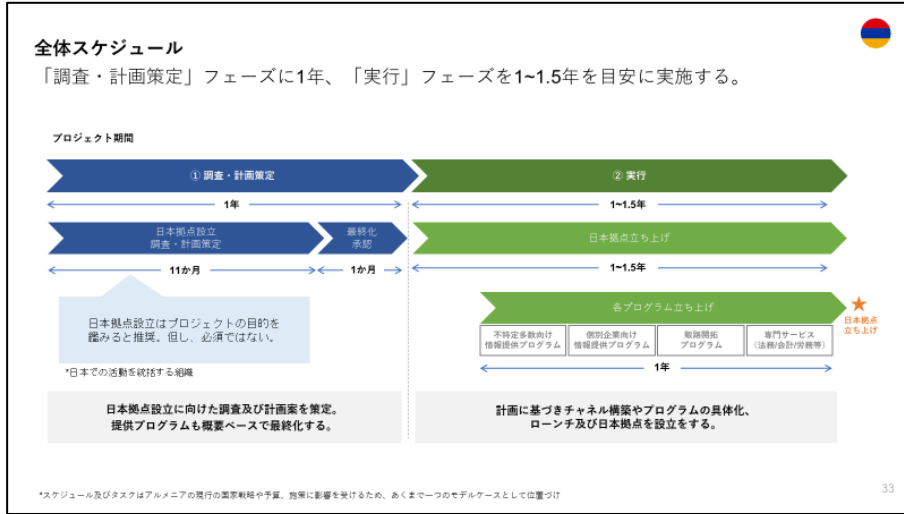 全体スケジュール
「調査・計画策定」フェーズに1年、「実行」フェーズを1~1.5年を目安に実施する。
プロジェクト期間
① 調査・計画策定
② 実行
1年
1~1.5年
日本拠点設立
調査・計画策定
最終化
承認
日本拠点立ち上げ
11か月
1か月
1~1.5年
日本拠点設立はプロジェクトの目的を
鑑みると推奨。但し、必須ではない。
*日本での活動を統括する組織
各プログラム立ち上げ
不特定多数向け
情報提供プログラム
個別企業向け
情報提供プログラム
販路開拓
プログラム
専門サービス
(法務/会計/労務等)
1年
日本拠点
立ち上げ
日本拠点設立に向けた調査及び計画案を策定。
提供プログラムも概要ベースで最終化する。
計画に基づきチャネル構築やプログラムの具体化、
ローンチ及び日本拠点を設立をする。
*スケジュール及びタスクはアルメニアの現行の国家戦略や予算、施策に影響を受けるため、あくまで一つのモデルケースとして位置づけ
33